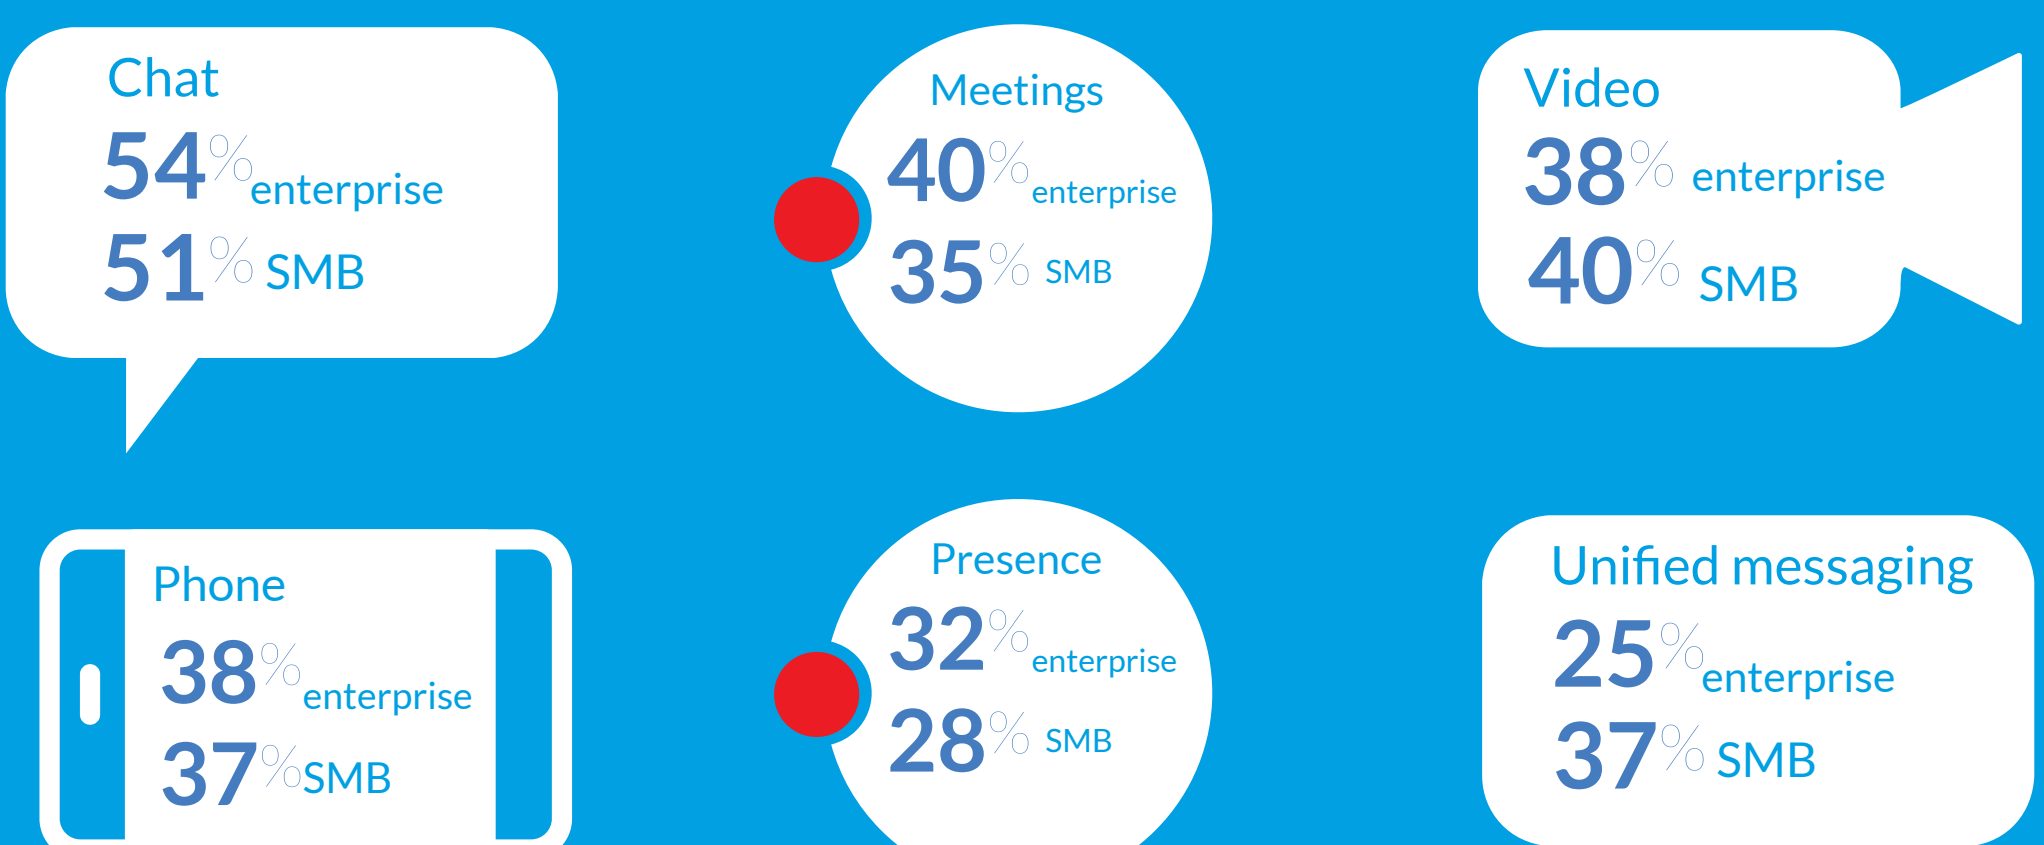 Chat
54% enterprise
51% SMB
Meetings
40% enterprise
35% SMB
Video
38% enterprise
40% SMB
Phone
38% enterprise
37% SMB
Presence
32% enterprise
28% SMB
Unified messaging
25% enterprise
37% SMB